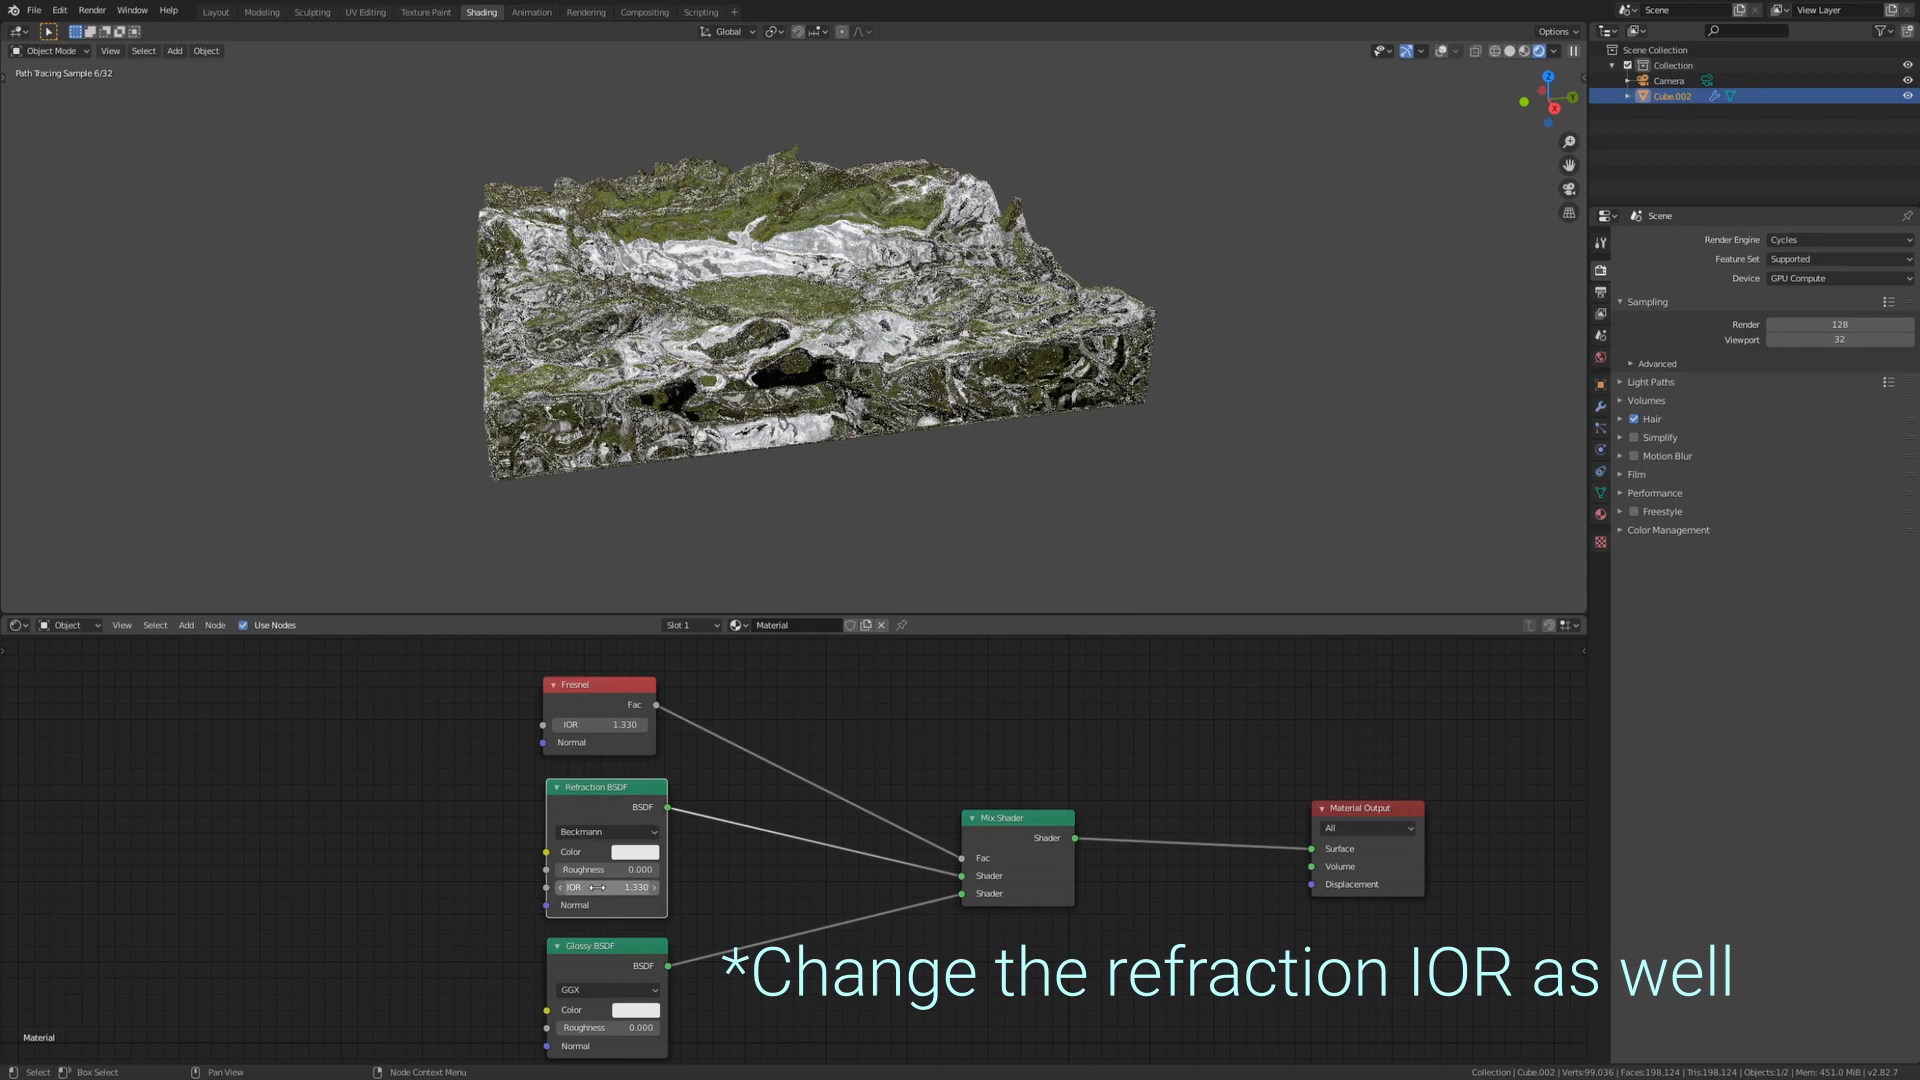 File Edit Render Window Help Layout Modeling Sculpting UV Editing Texture Paint Shading Animation Rendering Compositing Scripting + Scene View Layer
Global Options
Object Mode View Select Add Object
Path Tracing Sample 6/32
Z
Y
X
Scene Collection
Collection
Camera
Cube.002
Scene
Render Engine Cycles
Feature Set Supported
Device GPU Compute
Sampling
Render 128
Viewport 32
Advanced
Light Paths
Volumes
Hair
Simplify
Motion Blur
Film
Performance
Freestyle
Color Management
Object View Select Add Node Use Nodes Slot 1 Material
Fresnel
Fac
IOR 1.330
Normal
Refraction BSDF
BSDF
Beckmann
Color
Roughness 0.000
IOR 1.330
Normal
Glossy BSDF
BSDF
GGX
Color
Roughness 0.000
Normal
Mix Shader
Shader
Fac
Shader
Shader
Material Output
All
Surface
Volume
Displacement
*Change the refraction IOR as well
Material
Select Box Select Pan View Node Context Menu Collection | Cube.002 | Verts:99,036 | Faces:198,124 | Tris:198,124 | Objects:1/2 | Mem: 451.0 MiB | v2.82.7